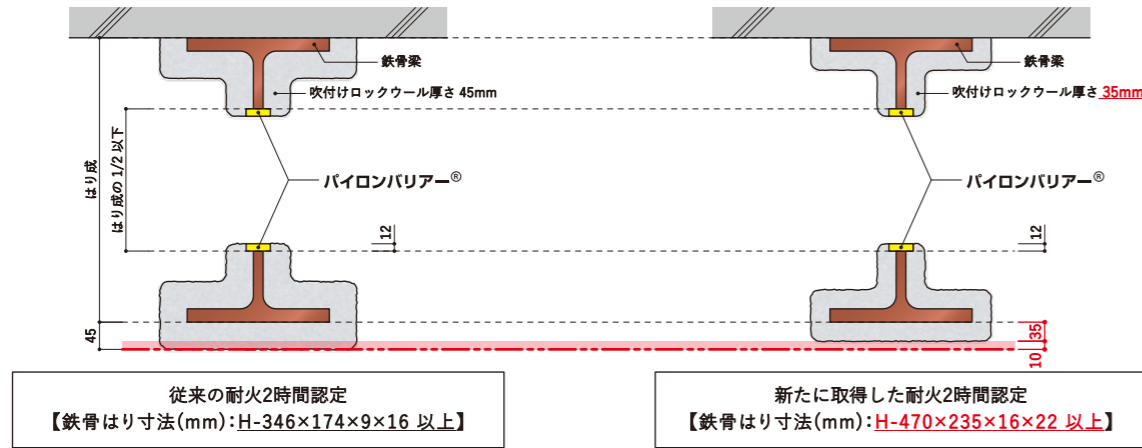 鉄骨梁
吹付けロックウール厚さ 45mm
はり成
はり成の 1/2 以下
パイロンバリアー®
12
45
鉄骨梁
吹付けロックウール厚さ 35mm
パイロンバリアー®
12
35
10
従来の耐火2時間認定
【鉄骨はり寸法(mm):H-346×174×9×16 以上】
新たに取得した耐火2時間認定
【鉄骨はり寸法(mm):H-470×235×16×22 以上】